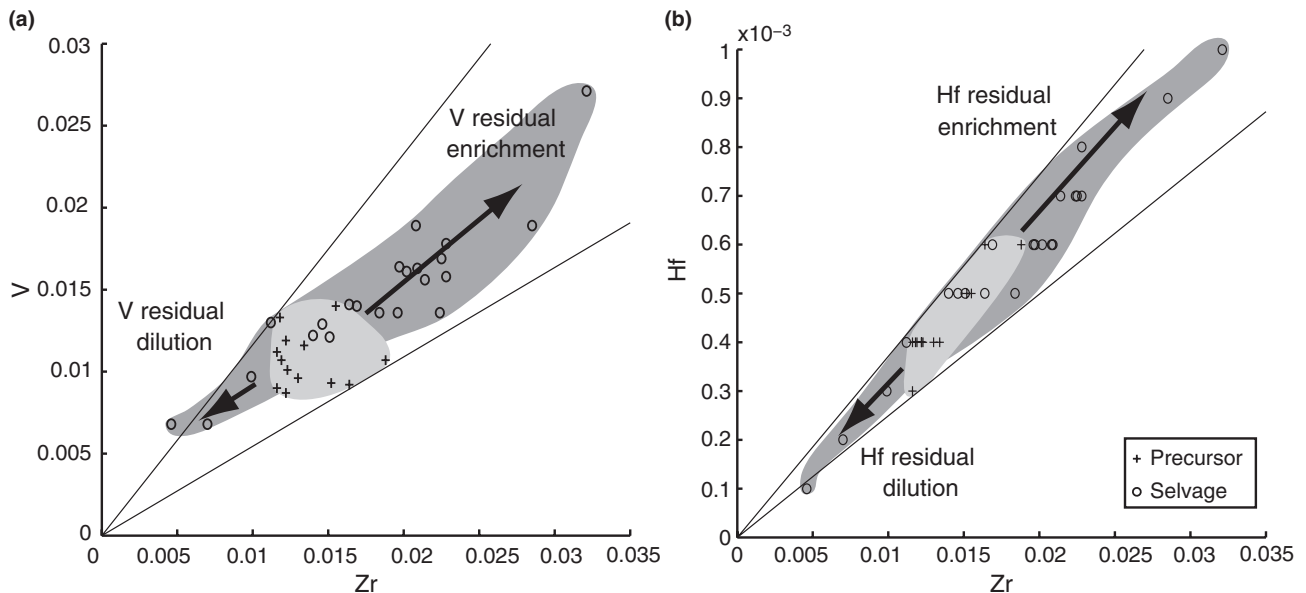 (a)
0.03
0.025
0.02
0.015
0.01
0.005
0
V
V residual
enrichment
V residual
dilution
0
0.005
0.01
0.015
0.02
0.025
0.03
0.035
Zr
(b)
x10⁻³
1
0.9
0.8
0.7
0.6
0.5
0.4
0.3
0.2
0.1
Hf
Hf residual
enrichment
Hf residual
dilution
+ Precursor
o Selvage
0
0.005
0.01
0.015
0.02
0.025
0.03
0.035
Zr